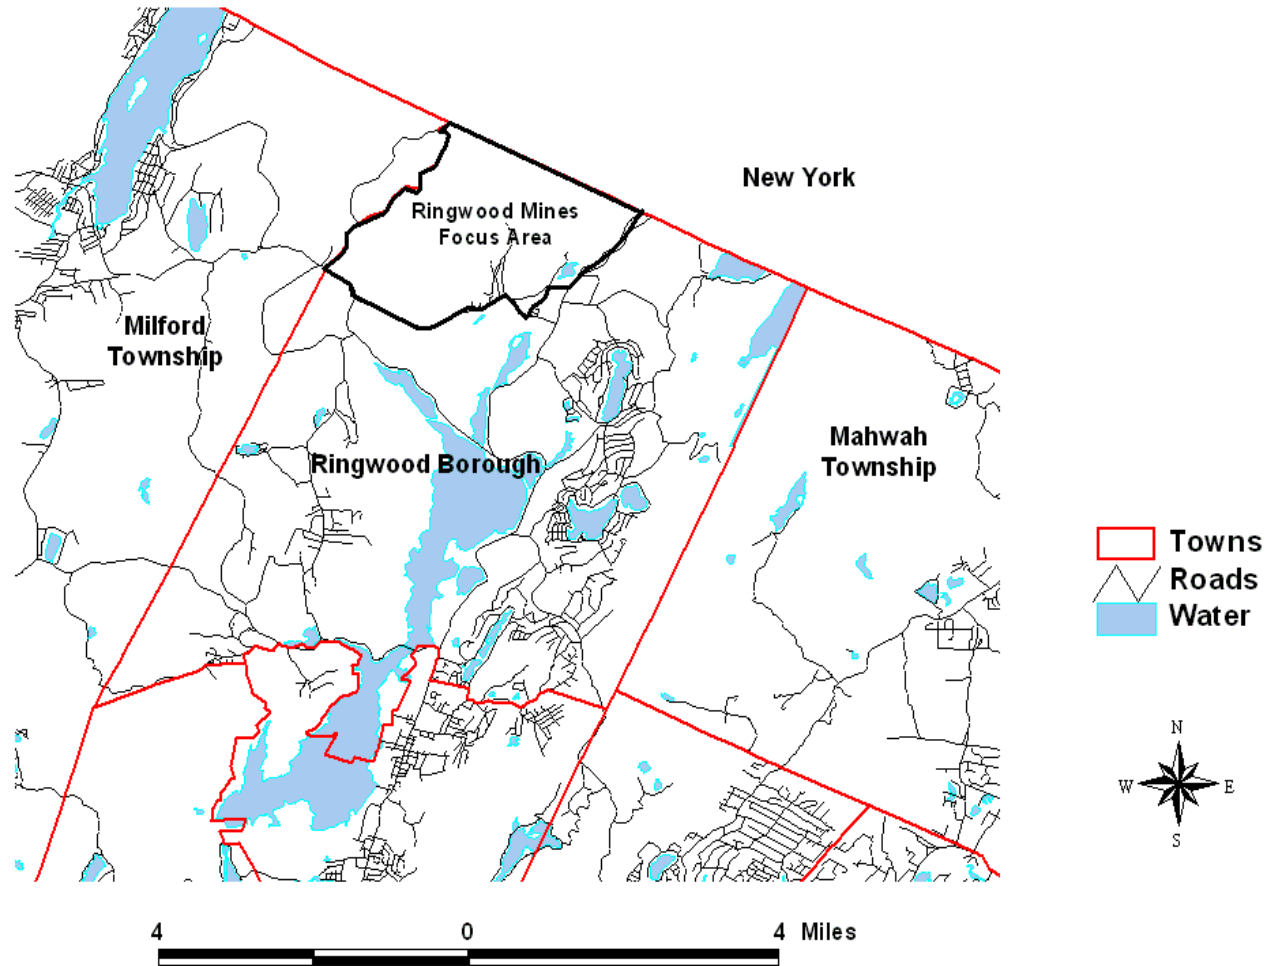 New York
Ringwood Mines
Focus Area
Milford
Township
Ringwood Borough
Mahwah
Township
Towns
Roads
Water
N
W E
S
4 0 4 Miles